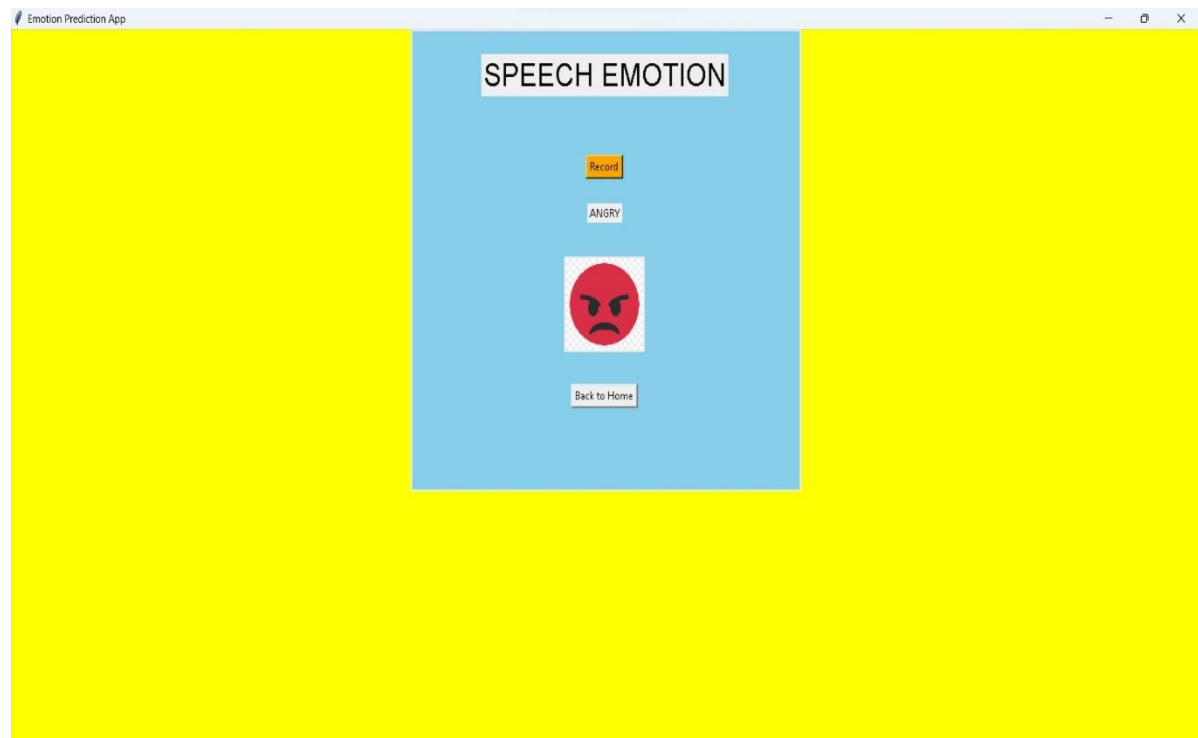 Emotion Prediction App
SPEECH EMOTION
Record
ANGRY
Back to Home